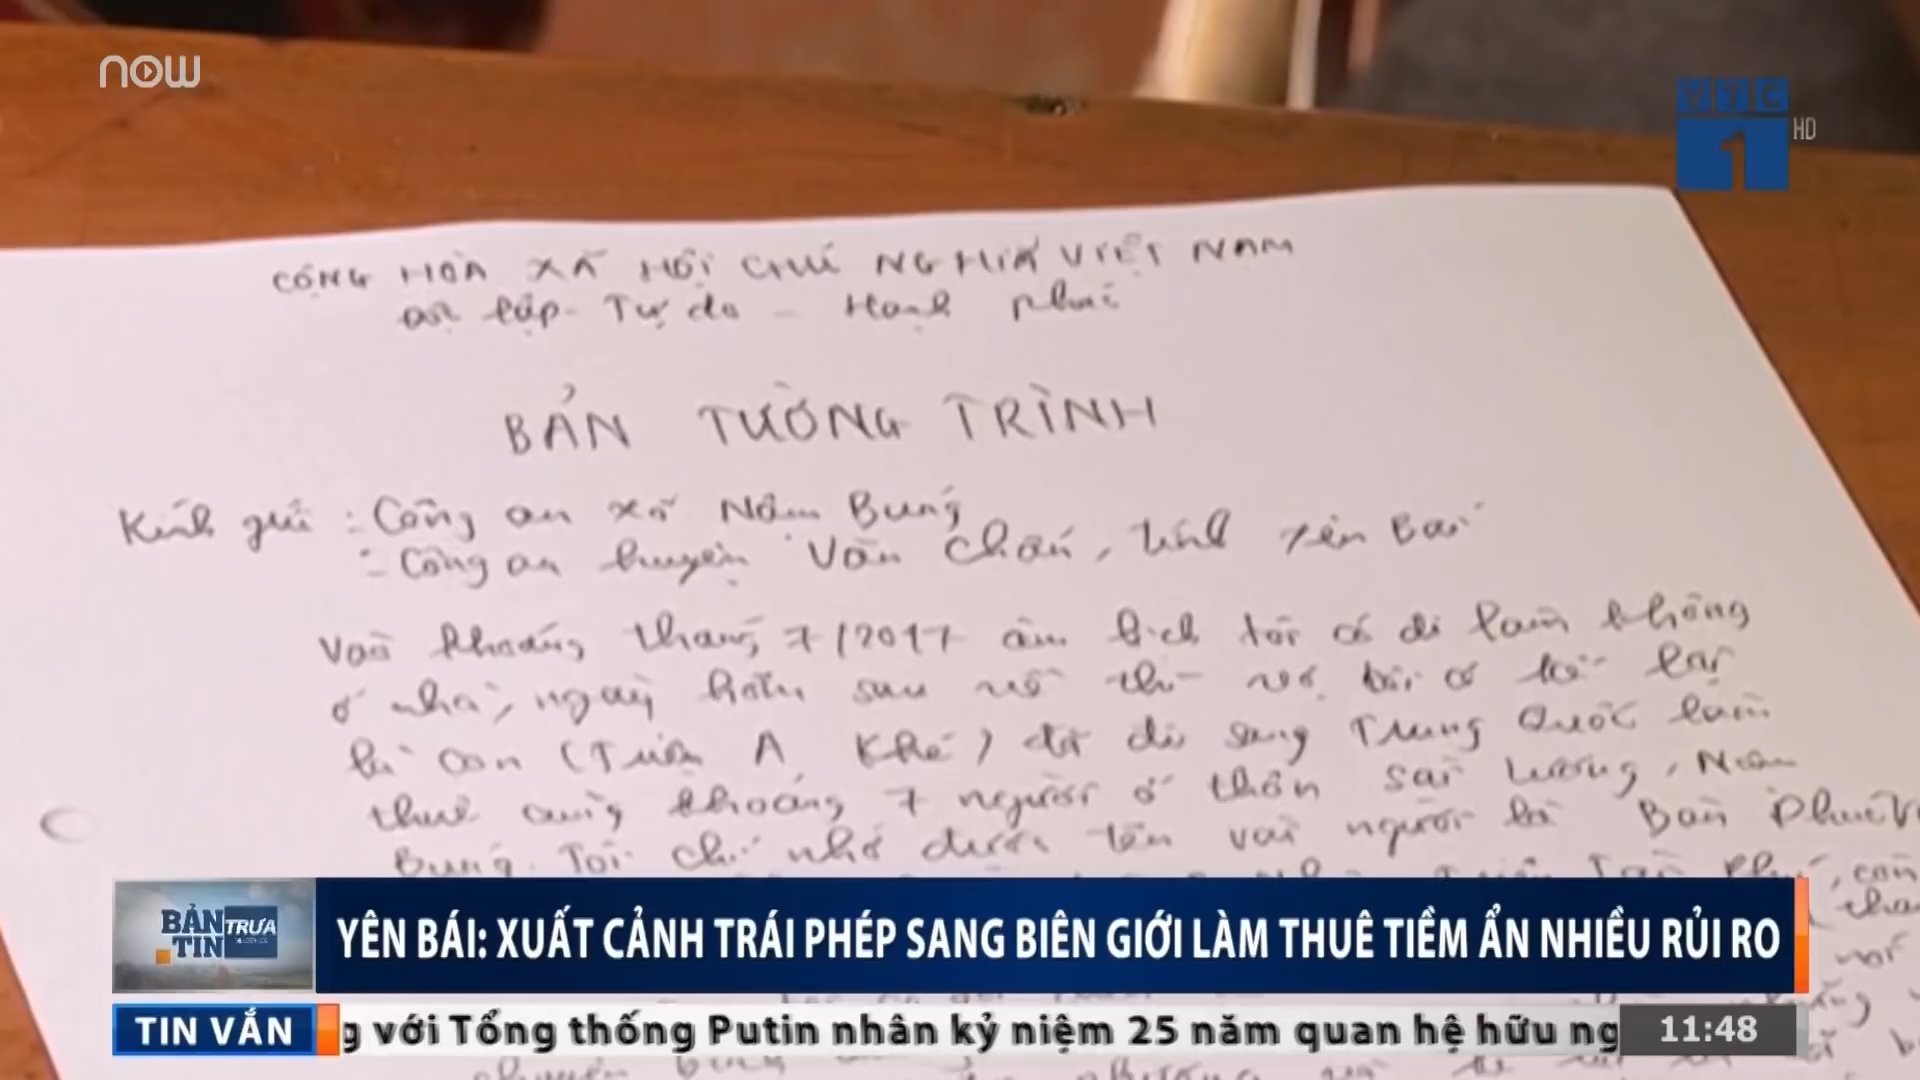 now
VTC
1 HD
CỘNG HÒA XÃ HỘI CHỦ NGHĨA VIỆT NAM
Độc lập - Tự do - Hạnh phúc
BẢN TƯỜNG TRÌNH
Kính gửi : - Công an xã Nậm Búng
- Công an huyện Văn Chấn, tỉnh Yên Bái
Vào khoảng tháng 7/2017 âm lịch tôi có đi làm không
ở nhà, ngày hôm sau về thì vợ tôi có kể lại
là con (Triệu A Khé) đã đi sang Trung Quốc làm
thuê cùng khoảng 7 người ở thôn Sài Lương, Nậm
Búng. Tôi chỉ nhớ được tên vài người là Bàn Phúc
còn
BẢN TIN TRƯA
YÊN BÁI: XUẤT CẢNH TRÁI PHÉP SANG BIÊN GIỚI LÀM THUÊ TIỀM ẨN NHIỀU RỦI RO
TIN VẮN g với Tổng thống Putin nhân kỷ niệm 25 năm quan hệ hữu ng 11:48